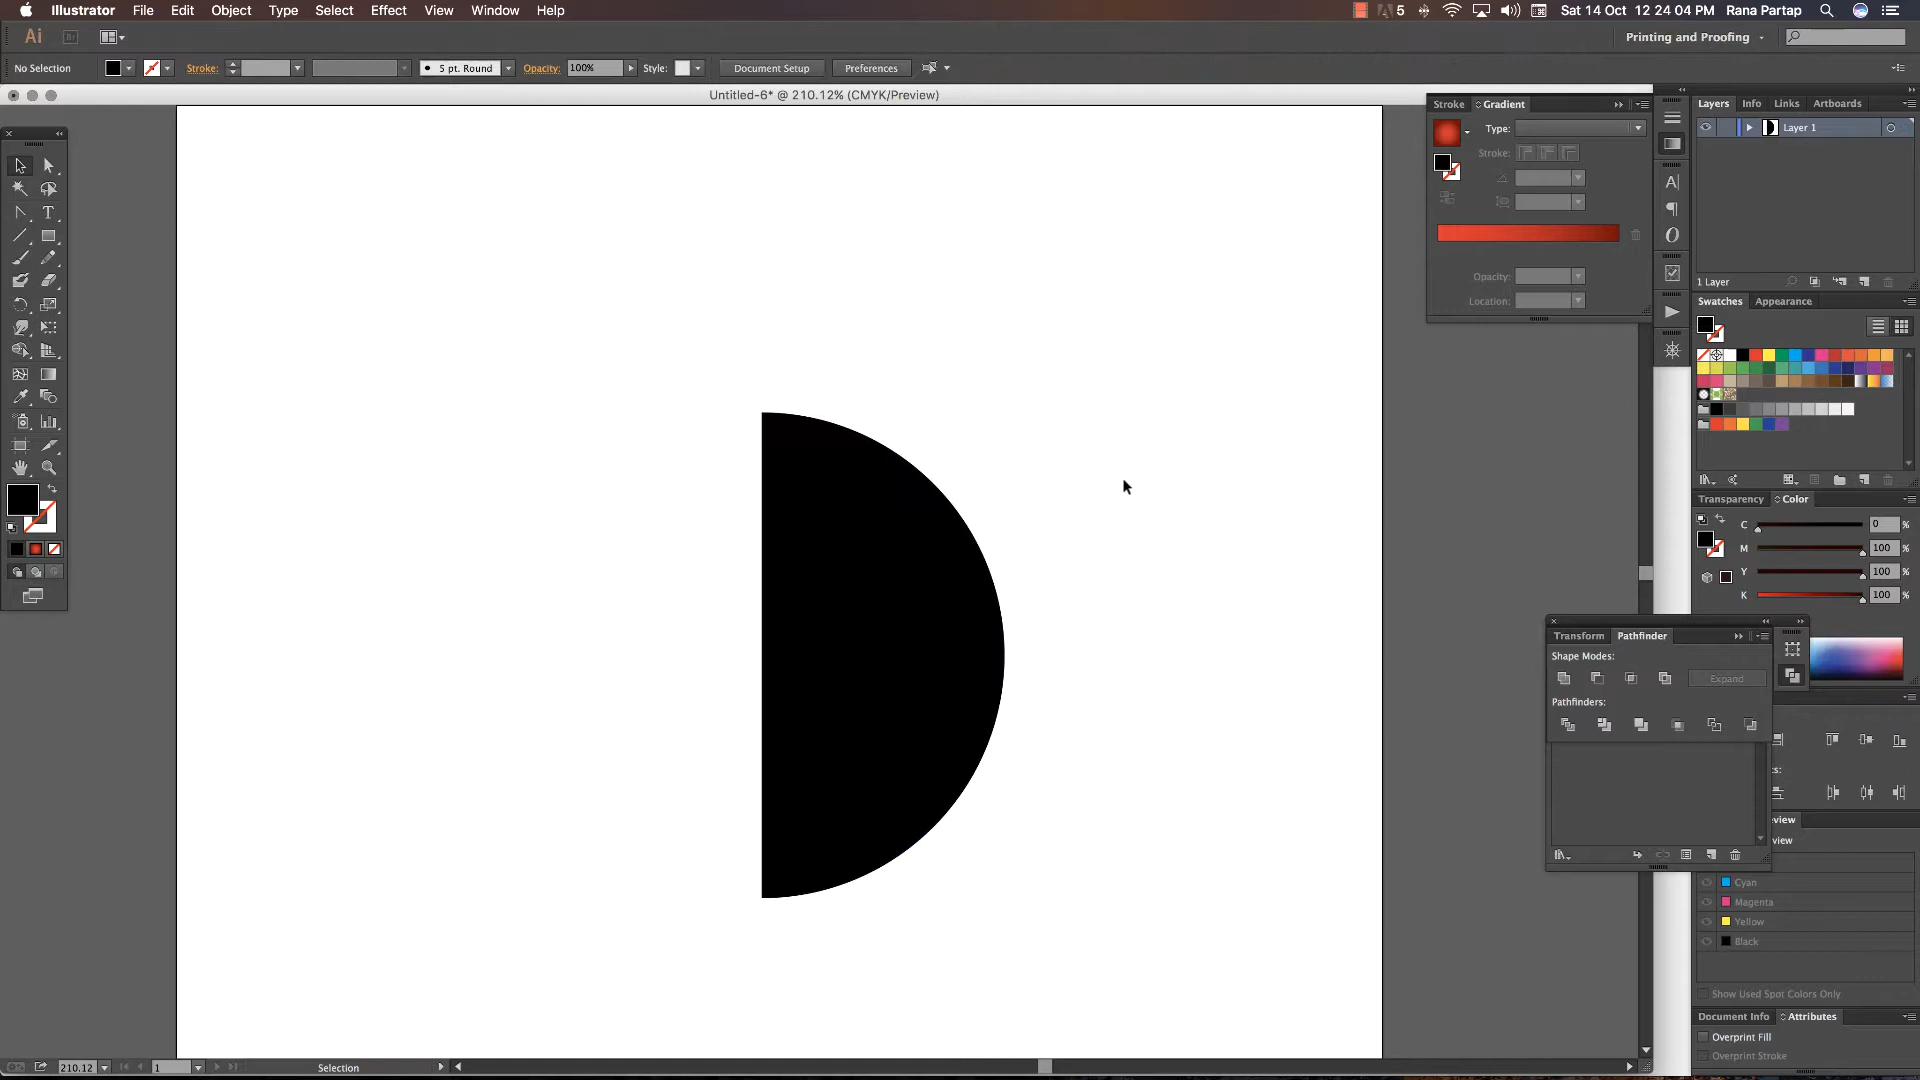 Illustrator File Edit Object Type Select Effect View Window Help
5 Sat 14 Oct 12 24 04 PM Rana Partap
Ai Br Printing and Proofing
No Selection Stroke: 5 pt. Round Opacity: 100% Style: Document Setup Preferences
Untitled-6* @ 210.12% (CMYK/Preview)
Stroke Gradient
Type:
Stroke:
Opacity:
Location:
Layers Info Links Artboards
Layer 1
1 Layer
Swatches Appearance
Transparency Color
C 0 %
M 100 %
Y 100 %
K 100 %
Transform Pathfinder
Shape Modes:
Expand
Pathfinders:
Cyan
Magenta
Yellow
Black
Show Used Spot Colors Only
Document Info Attributes
Overprint Fill
Overprint Stroke
210.12 1 Selection